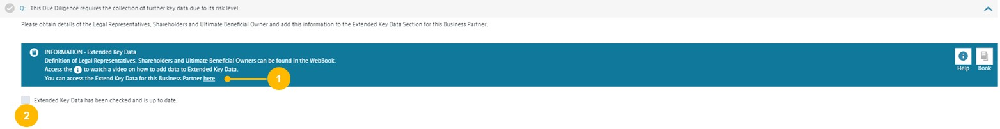 Q: This Due Diligence requires the collection of further key data due to its risk level.
Please obtain details of the Legal Representatives, Shareholders and Ultimate Beneficial Owner and add this information to the Extended Key Data Section for this Business Partner.
INFORMATION - Extended Key Data
Definition of Legal Representatives, Shareholders and Ultimate Beneficial Owners can be found in the WebBook.
Access the i to watch a video on how to add data to Extended Key Data.
You can access the Extend Key Data for this Business Partner here.
1
Help Book
Extended Key Data has been checked and is up to date.
2